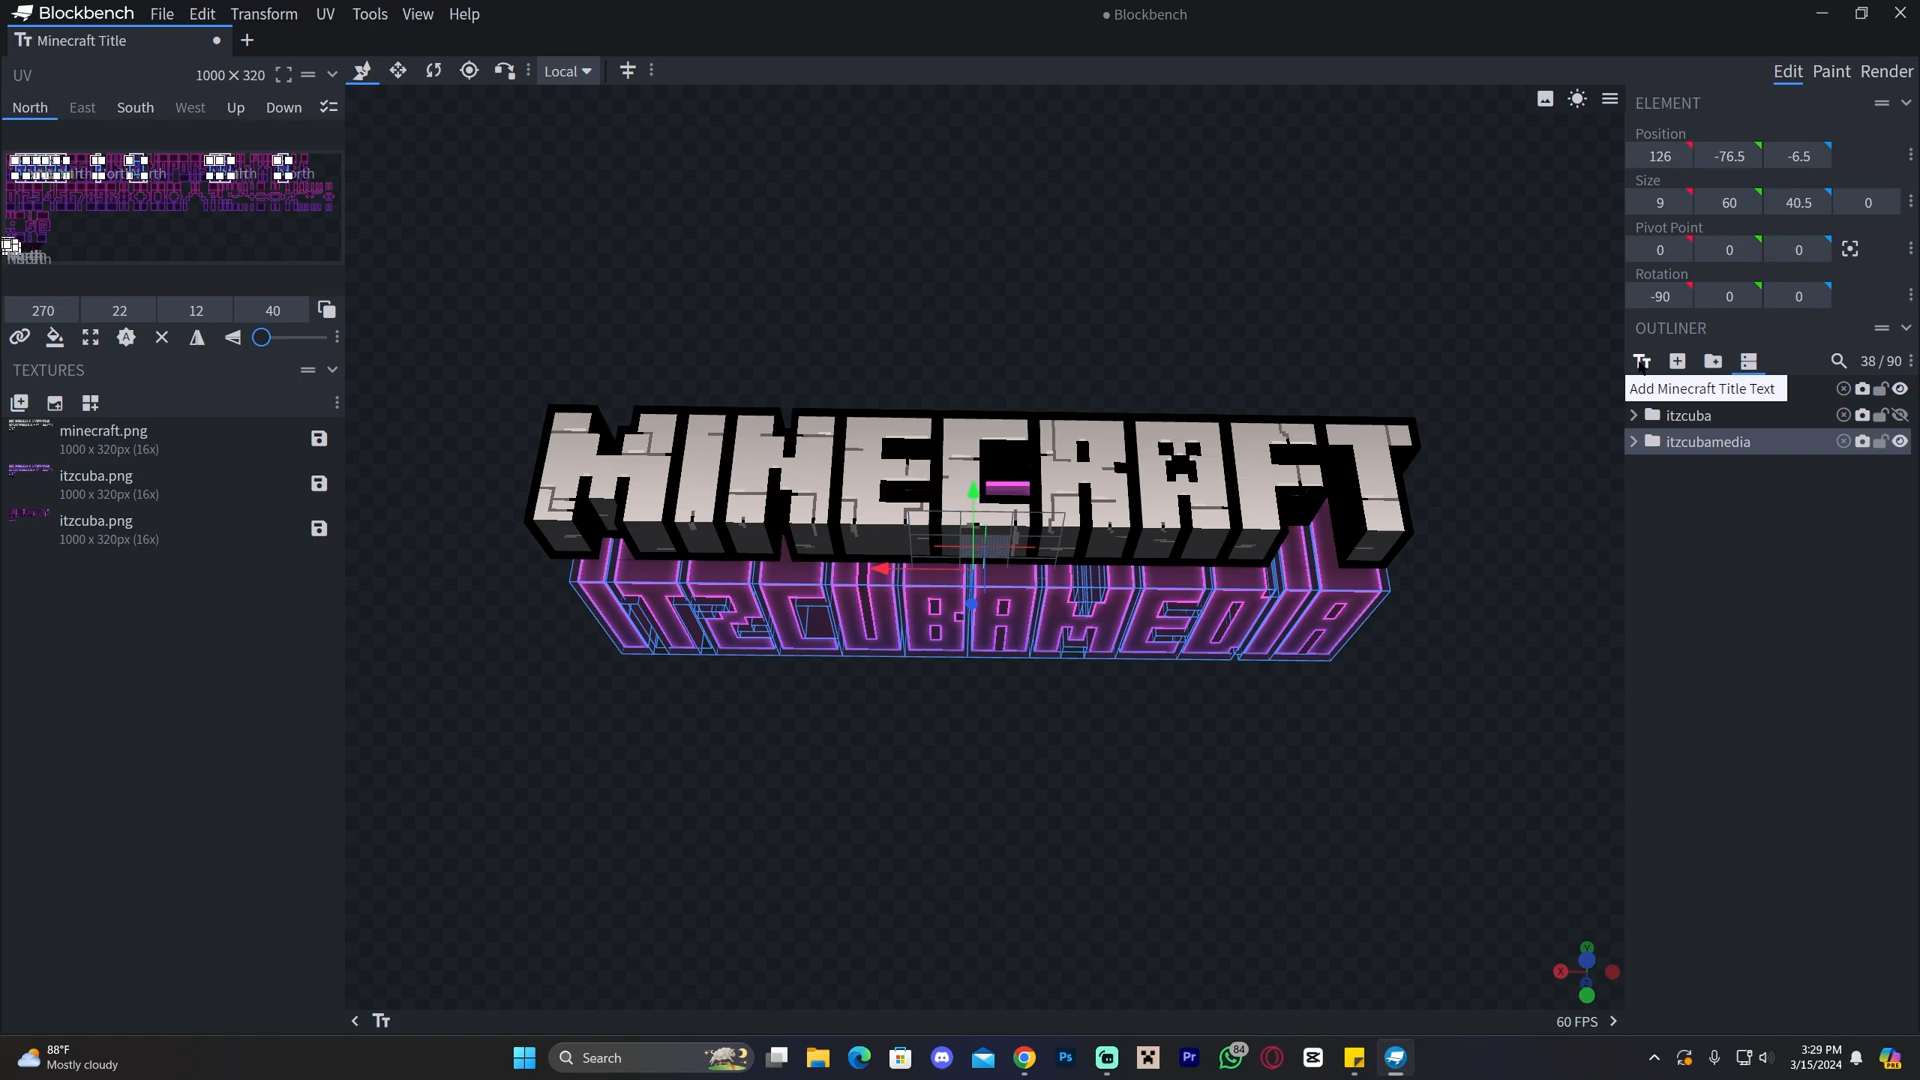 Blockbench File Edit Transform UV Tools View Help
Blockbench
Minecraft Title
UV 1000 × 320
Local
Edit Paint Render
North East South West Up Down
ELEMENT
Position
126 -76.5 -6.5
Size
9 60 40.5 0
Pivot Point
0 0 0
Rotation
-90 0 0
270 22 12 40
OUTLINER
TEXTURES
38 / 90
Add Minecraft Title Text
itzcuba
itzcubamedia
minecraft.png
1000 x 320px (16x)
itzcuba.png
1000 x 320px (16x)
itzcuba.png
1000 x 320px (16x)
MINECRAFT
ITZCUBAMEDIA
Y
X
Tt
60 FPS
88°F
Mostly cloudy
Search
Ps
Pr
84
3:29 PM
3/15/2024
PRE